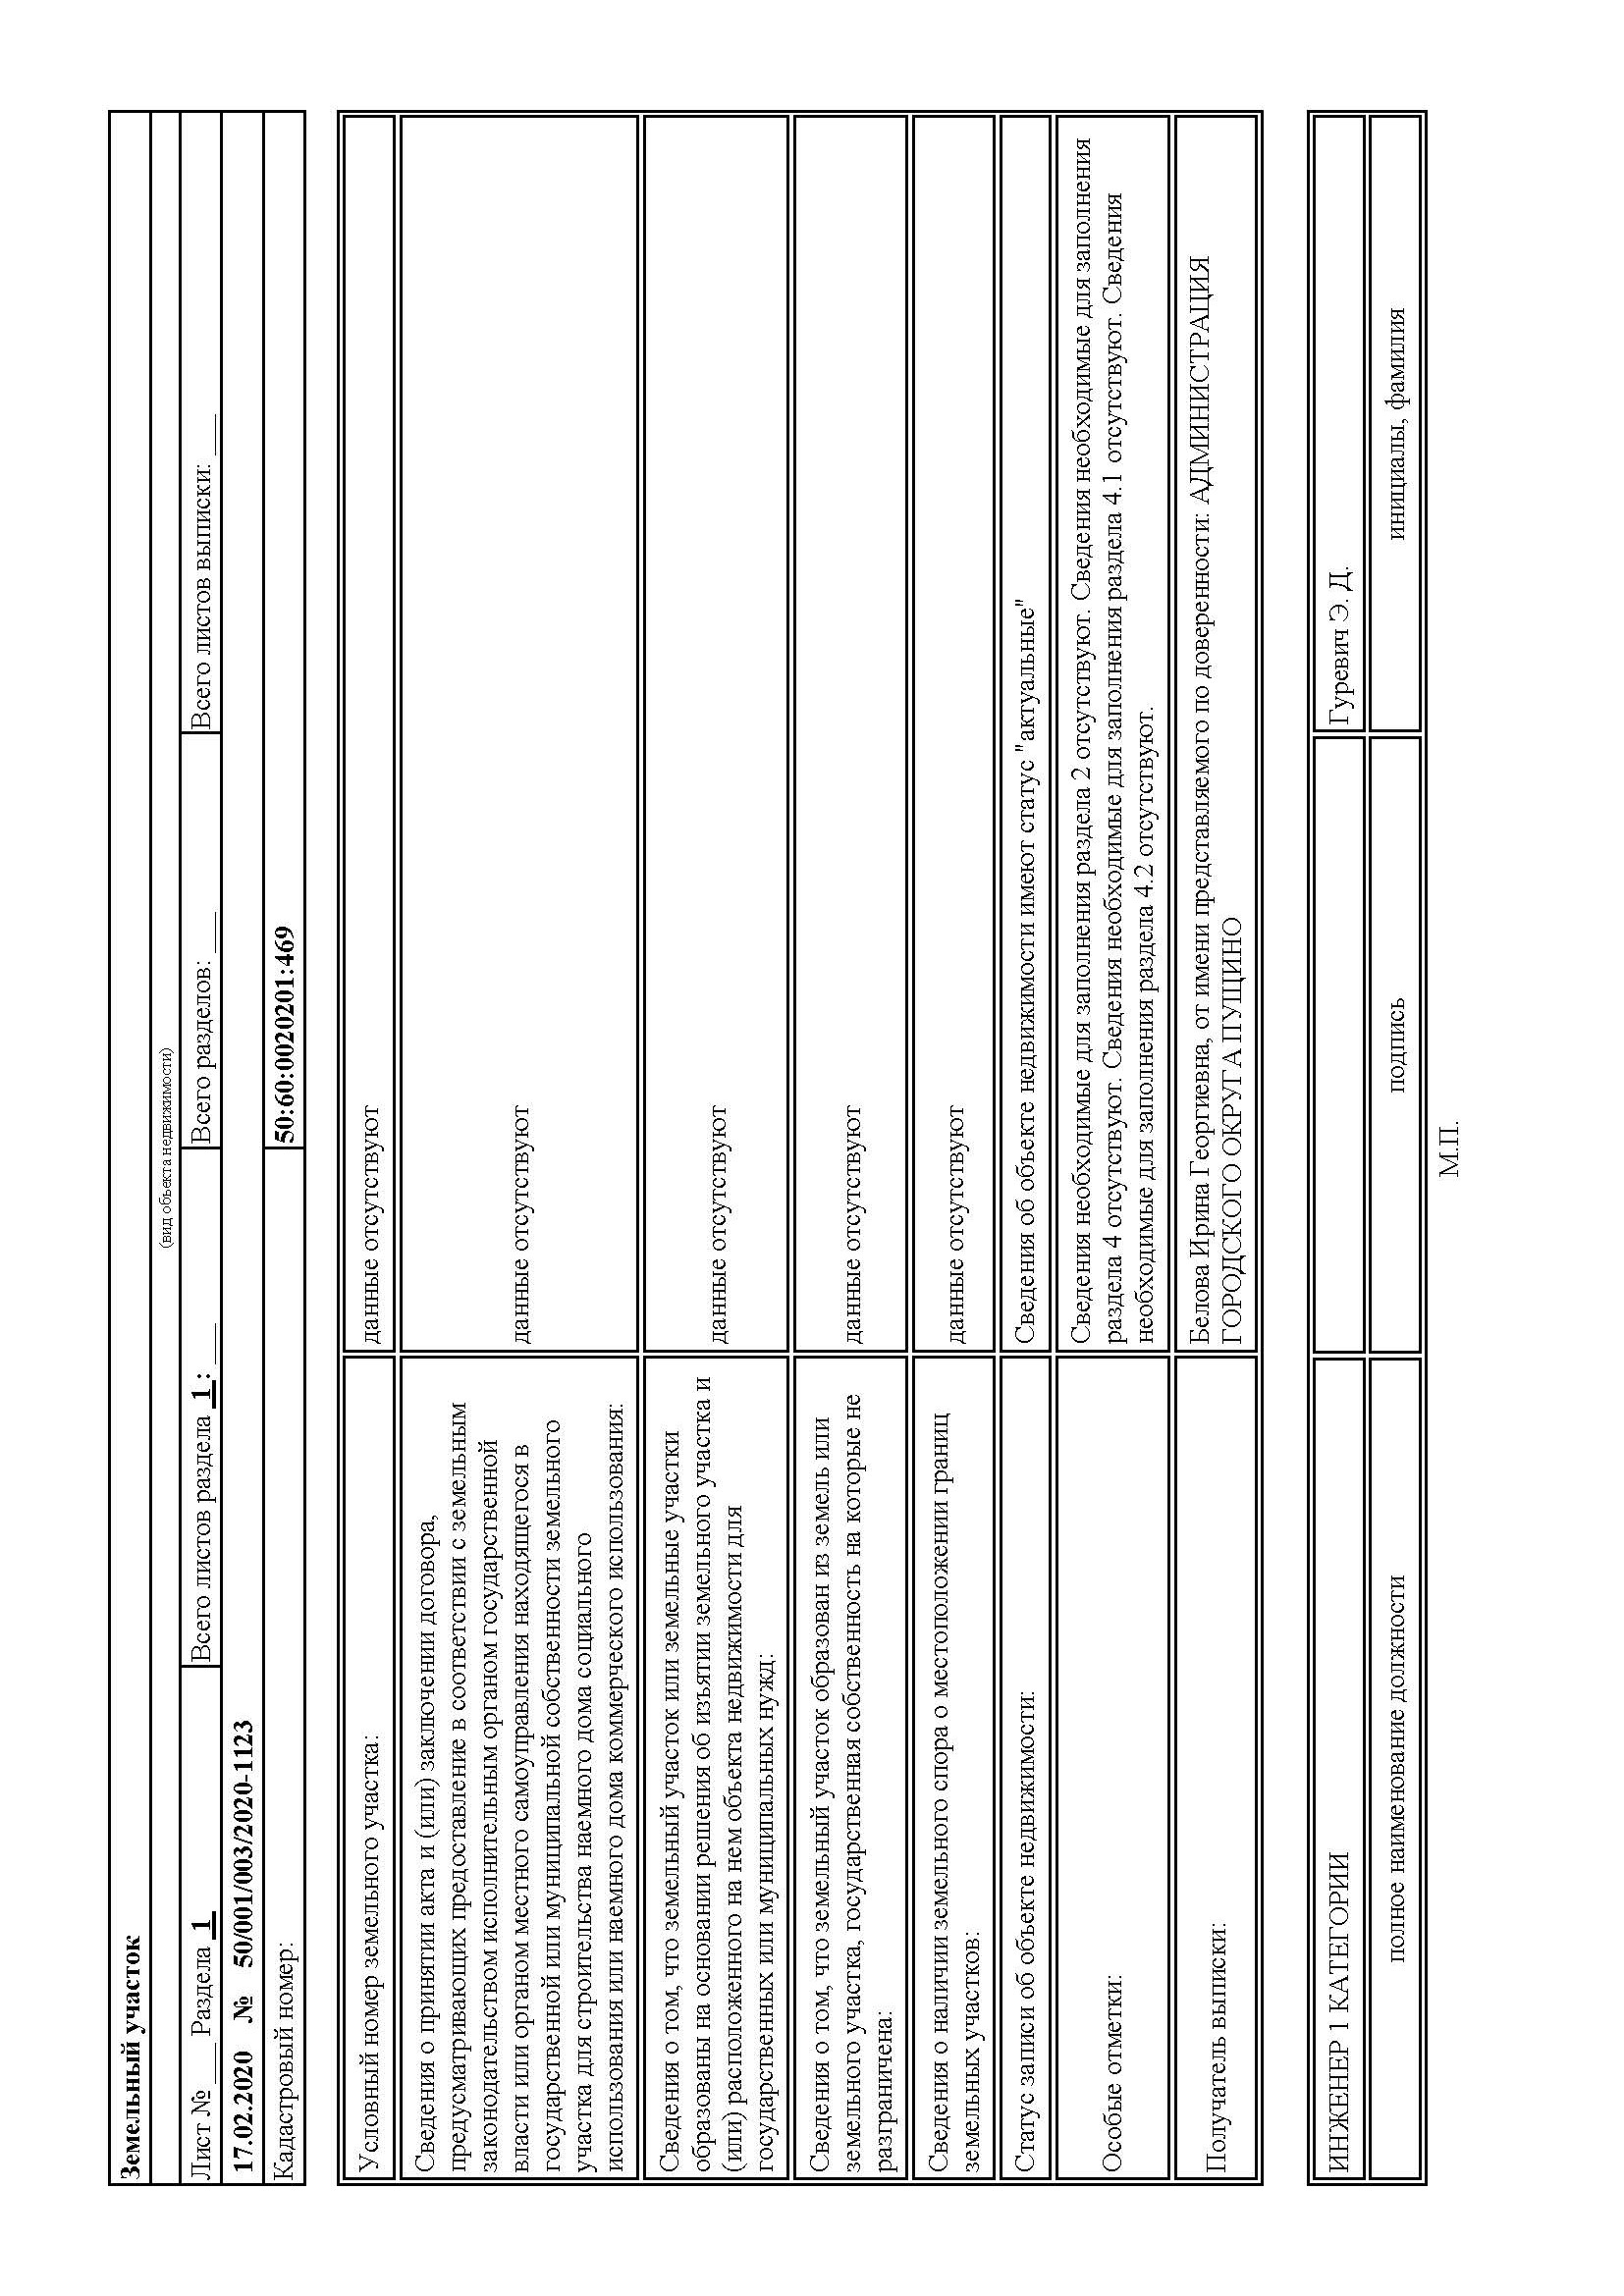 Земельный участок
(вид объекта недвижимости)
Лист № ___ Раздела 1 Всего листов раздела 1 : ___ Всего разделов: ___ Всего листов выписки: ___
17.02.2020 № 50/001/003/2020-1123
Кадастровый номер: 50:60:0020201:469
Условный номер земельного участка: данные отсутствуют
Сведения о принятии акта и (или) заключении договора,
предусматривающих предоставление в соответствии с земельным
законодательством исполнительным органом государственной
власти или органом местного самоуправления находящегося в
государственной или муниципальной собственности земельного
участка для строительства наемного дома социального
использования или наемного дома коммерческого использования:
данные отсутствуют
Сведения о том, что земельный участок или земельные участки
образованы на основании решения об изъятии земельного участка и
(или) расположенного на нем объекта недвижимости для
государственных или муниципальных нужд:
данные отсутствуют
Сведения о том, что земельный участок образован из земель или
земельного участка, государственная собственность на которые не
разграничена:
данные отсутствуют
Сведения о наличии земельного спора о местоположении границ
земельных участков:
данные отсутствуют
Статус записи об объекте недвижимости: Сведения об объекте недвижимости имеют статус "актуальные"
Особые отметки:
Сведения необходимые для заполнения раздела 2 отсутствуют. Сведения необходимые для заполнения
раздела 4 отсутствуют. Сведения необходимые для заполнения раздела 4.1 отсутствуют. Сведения
необходимые для заполнения раздела 4.2 отсутствуют.
Получатель выписки:
Белова Ирина Георгиевна, от имени представляемого по доверенности: АДМИНИСТРАЦИЯ
ГОРОДСКОГО ОКРУГА ПУЩИНО
ИНЖЕНЕР 1 КАТЕГОРИИ Гуревич Э. Д.
полное наименование должности подпись инициалы, фамилия
М.П.